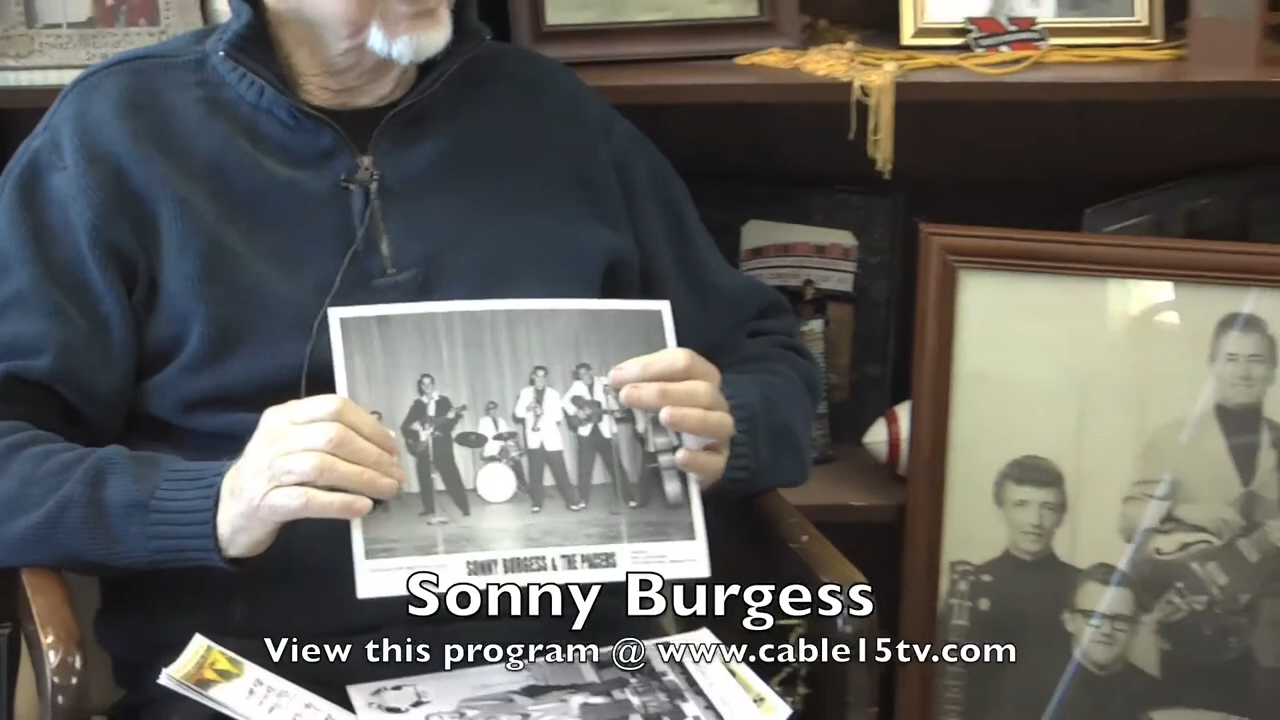 SONNY BURGESS & THE PACERS
Sonny Burgess
View this program @ www.cable15tv.com